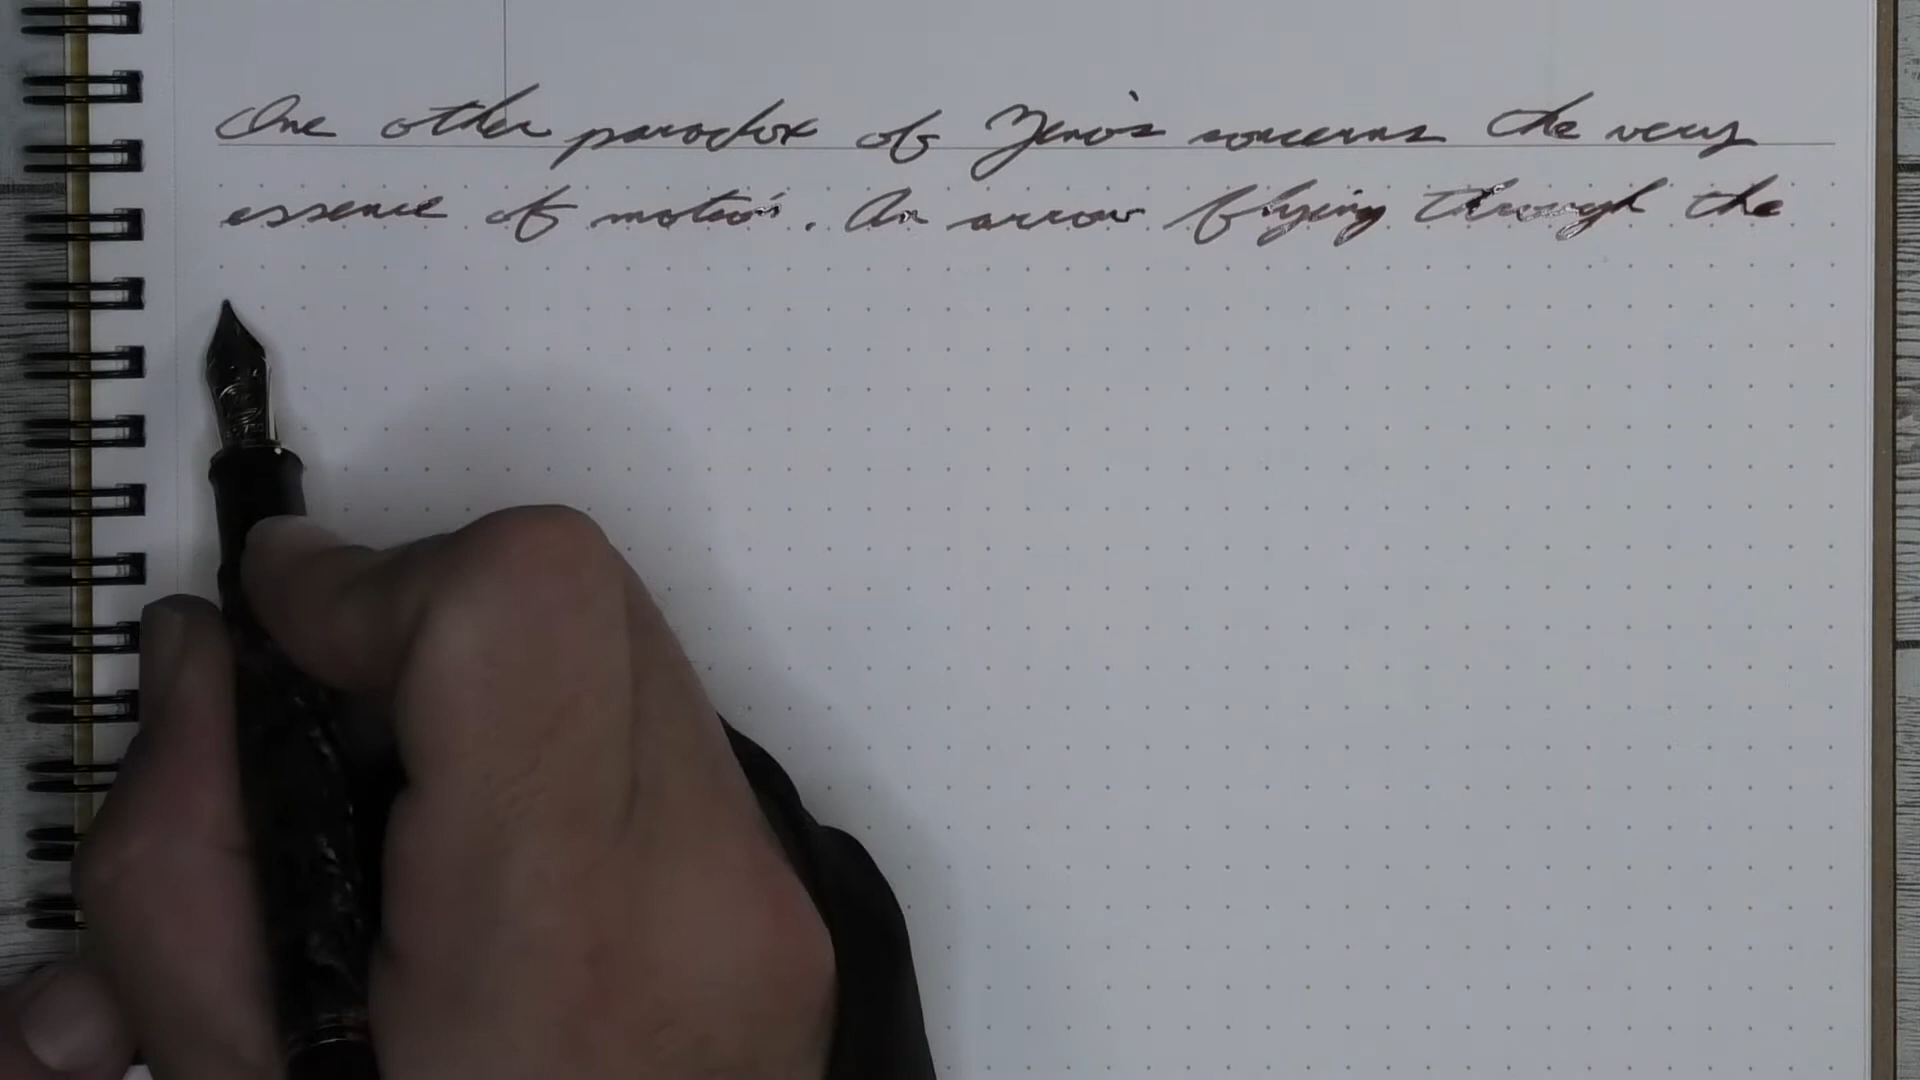 One other paradox of Zeno's concerns the very
essence of motion. An arrow flying through the